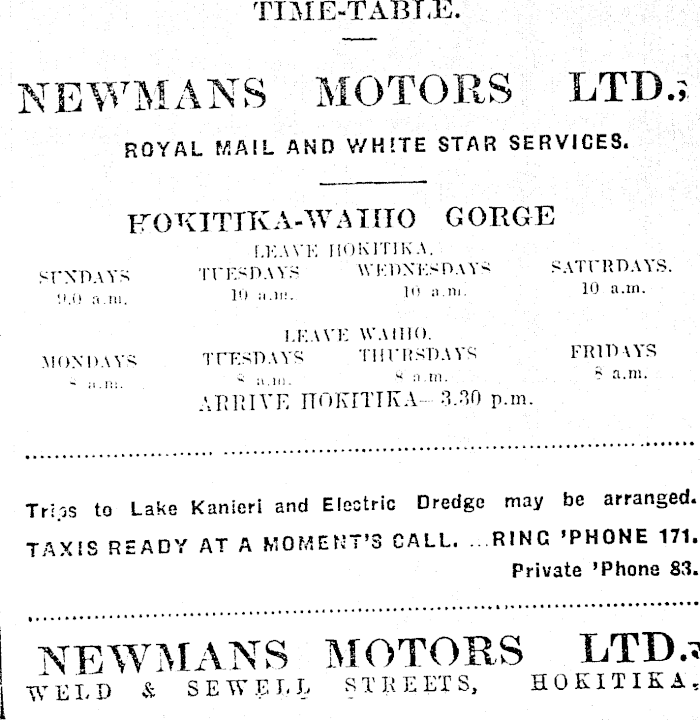 TIME-TABLE.
NEWMANS MOTORS LTD.,
ROYAL MAIL AND WHITE STAR SERVICES.
HOKITIKA-WAIHO GORGE
LEAVE HOKITIKA.
SUNDAYS TUESDAYS WEDNESDAYS SATURDAYS.
9.0 a.m. 10 a.m. 10 a.m. 10 a.m.
LEAVE WAIHO.
MONDAYS TUESDAYS THURSDAYS FRIDAYS
8 a.m. 8 a.m. 8 a.m. 8 a.m.
ARRIVE HOKITIKA— 3.30 p.m.
Trips to Lake Kanieri and Electric Dredge may be arranged.
TAXIS READY AT A MOMENT'S CALL. ...RING 'PHONE 171.
Private 'Phone 83.
NEWMANS MOTORS LTD.,
WELD & SEWELL STREETS, HOKITIKA.